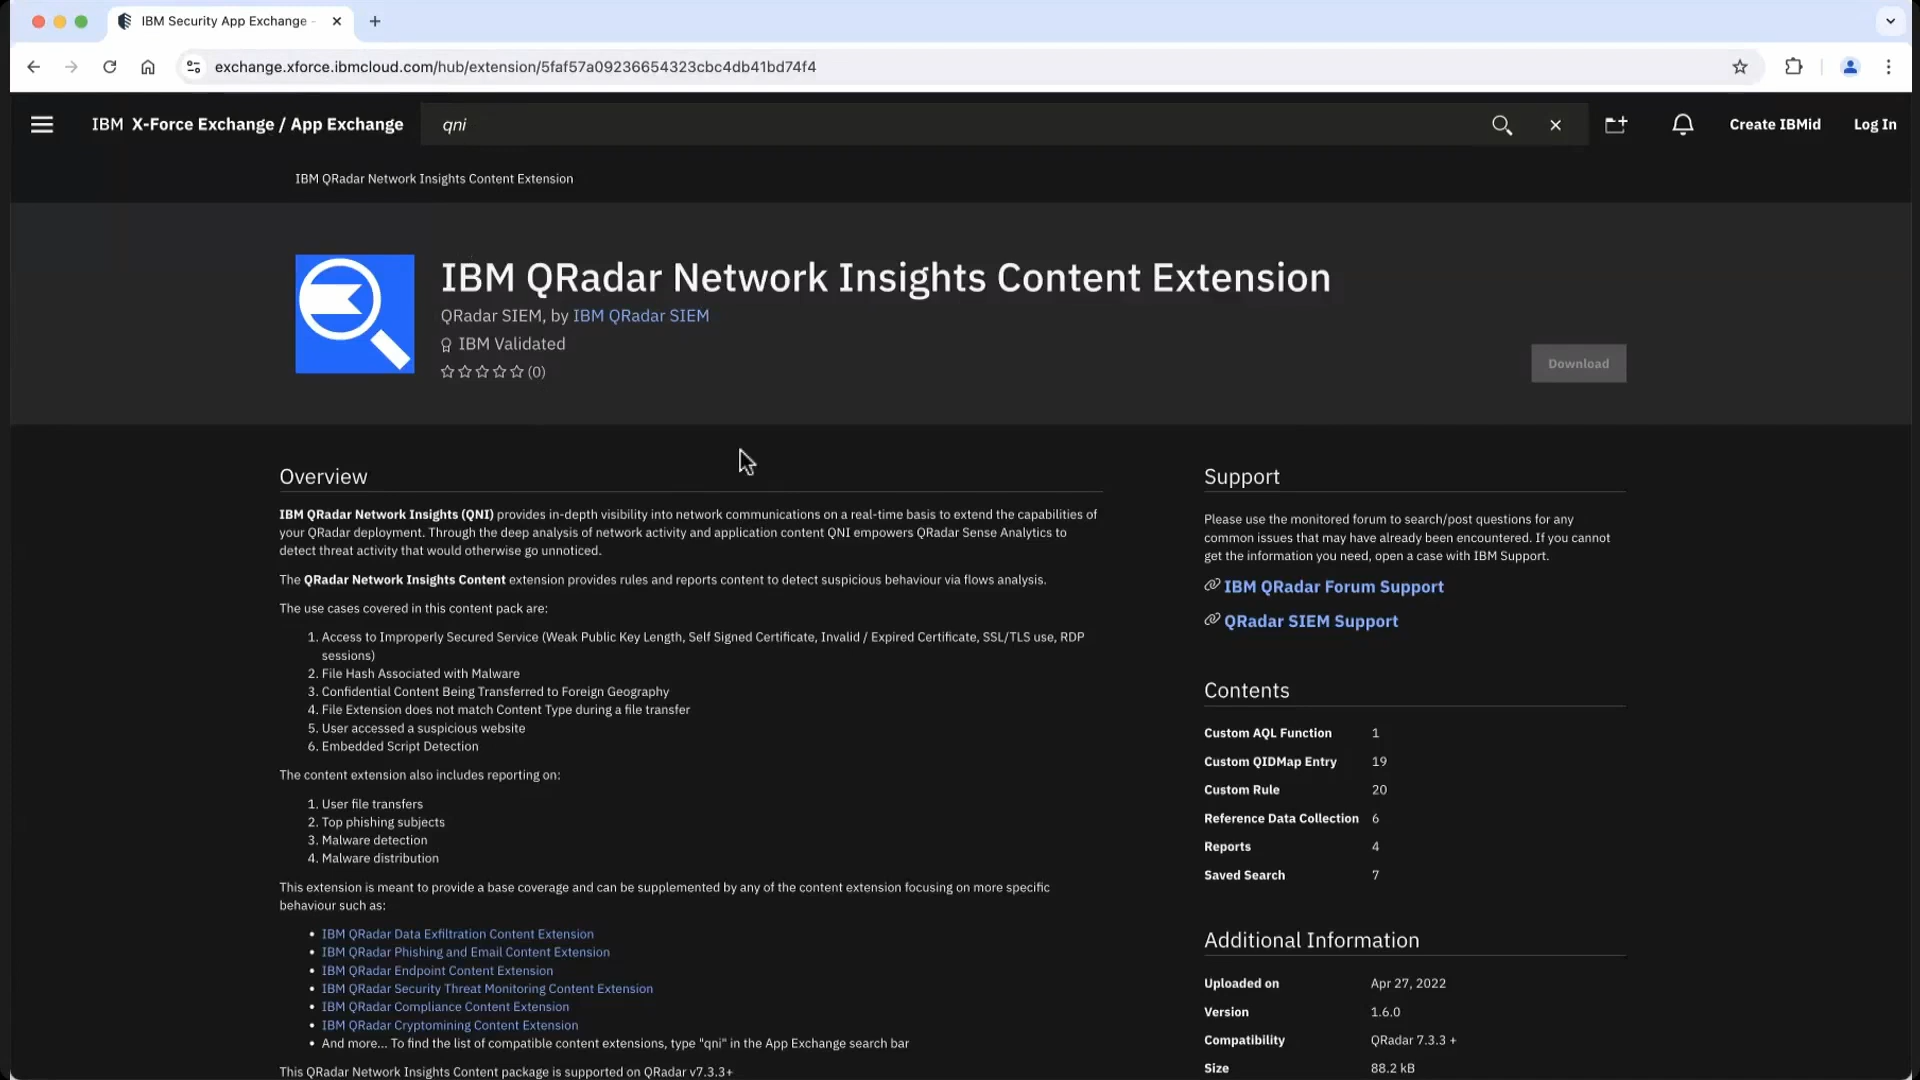 IBM Security App Exchange -
exchange.xforce.ibmcloud.com/hub/extension/5faf57a09236654323cbc4db41bd74f4
IBM X-Force Exchange / App Exchange
qni
Create IBMid
Log In
IBM QRadar Network Insights Content Extension
IBM QRadar Network Insights Content Extension
QRadar SIEM, by IBM QRadar SIEM
IBM Validated
(0)
Download
Overview
IBM QRadar Network Insights (QNI) provides in-depth visibility into network communications on a real-time basis to extend the capabilities of
your QRadar deployment. Through the deep analysis of network activity and application content QNI empowers QRadar Sense Analytics to
detect threat activity that would otherwise go unnoticed.
The QRadar Network Insights Content extension provides rules and reports content to detect suspicious behaviour via flows analysis.
The use cases covered in this content pack are:
1. Access to Improperly Secured Service (Weak Public Key Length, Self Signed Certificate, Invalid / Expired Certificate, SSL/TLS use, RDP
sessions)
2. File Hash Associated with Malware
3. Confidential Content Being Transferred to Foreign Geography
4. File Extension does not match Content Type during a file transfer
5. User accessed a suspicious website
6. Embedded Script Detection
The content extension also includes reporting on:
1. User file transfers
2. Top phishing subjects
3. Malware detection
4. Malware distribution
This extension is meant to provide a base coverage and can be supplemented by any of the content extension focusing on more specific
behaviour such as:
• IBM QRadar Data Exfiltration Content Extension
• IBM QRadar Phishing and Email Content Extension
• IBM QRadar Endpoint Content Extension
• IBM QRadar Security Threat Monitoring Content Extension
• IBM QRadar Compliance Content Extension
• IBM QRadar Cryptomining Content Extension
• And more... To find the list of compatible content extensions, type "qni" in the App Exchange search bar
This QRadar Network Insights Content package is supported on QRadar v7.3.3+
Support
Please use the monitored forum to search/post questions for any
common issues that may have already been encountered. If you cannot
get the information you need, open a case with IBM Support.
IBM QRadar Forum Support
QRadar SIEM Support
Contents
Custom AQL Function 1
Custom QIDMap Entry 19
Custom Rule 20
Reference Data Collection 6
Reports 4
Saved Search 7
Additional Information
Uploaded on Apr 27, 2022
Version 1.6.0
Compatibility QRadar 7.3.3 +
Size 88.2 kB